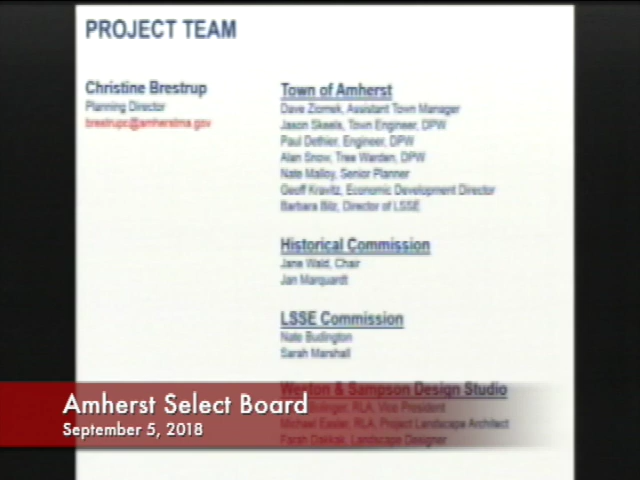 PROJECT TEAM
Christine Brestrup
Planning Director
brestrupc@amherstma.gov
Town of Amherst
Dave Ziomek, Assistant Town Manager
Jason Skeels, Town Engineer, DPW
Paul Dethier, Engineer, DPW
Alan Snow, Tree Warden, DPW
Nate Malloy, Senior Planner
Geoff Kravitz, Economic Development Director
Barbara Bilz, Director of LSSE
Historical Commission
Jane Wald, Chair
Jan Marquardt
LSSE Commission
Nate Budington
Sarah Marshall
Weston & Sampson Design Studio
RLA, Vice President
Michael Easler, RLA, Project Landscape Architect
Farah Dakkak, Landscape Designer
Amherst Select Board
September 5, 2018